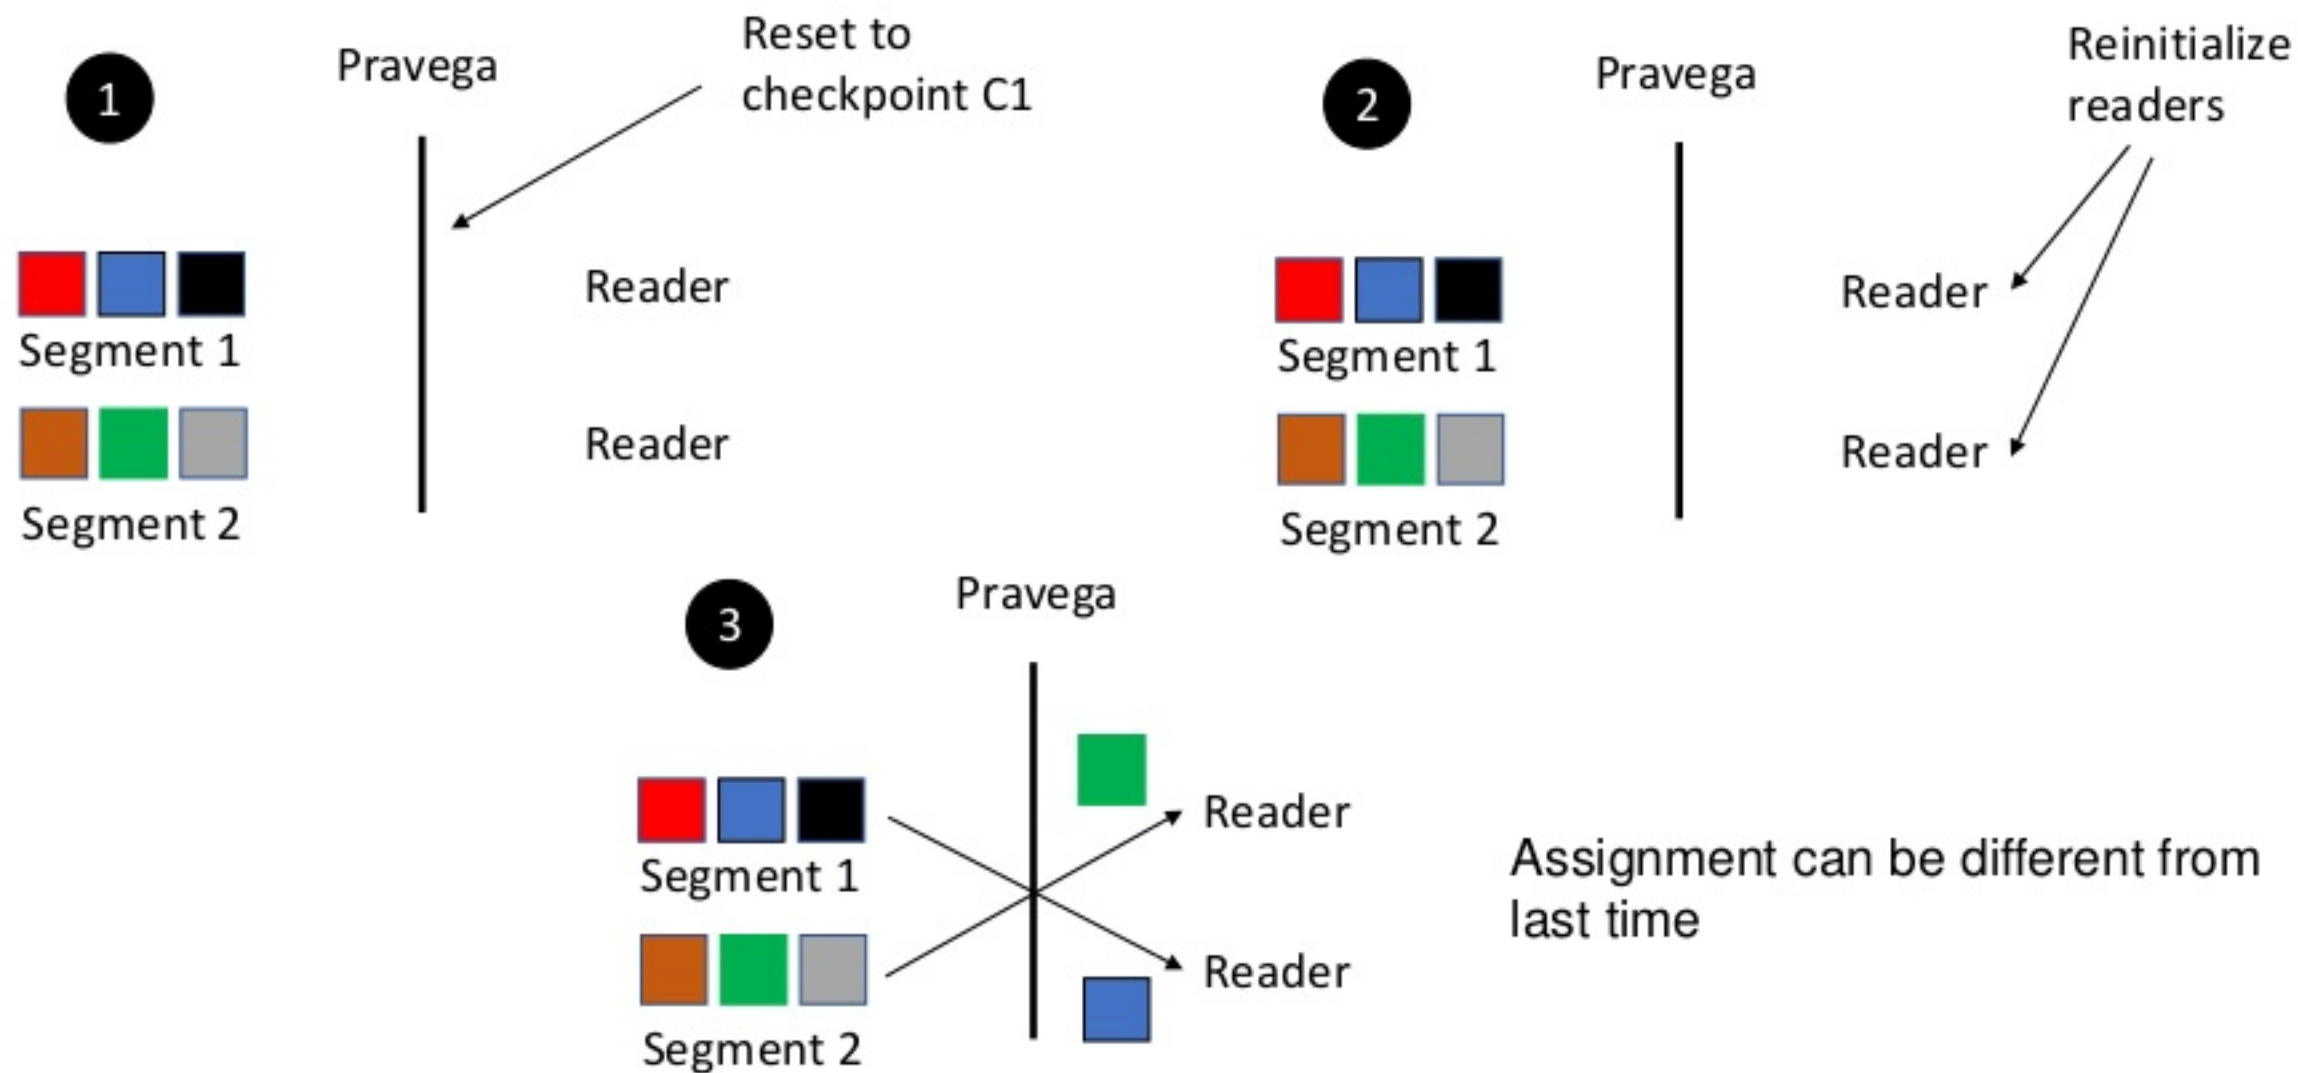 1
Pravega
Reset to
checkpoint C1
Segment 1
Segment 2
Reader
Reader
2
Pravega
Reinitialize
readers
Segment 1
Segment 2
Reader
Reader
3
Pravega
Segment 1
Segment 2
Reader
Reader
Assignment can be different from
last time